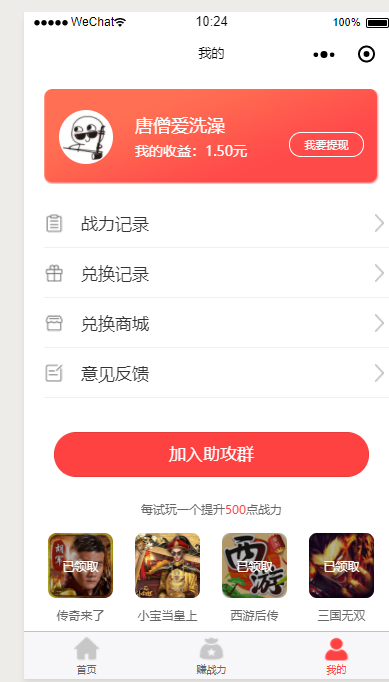 WeChat 10:24 100%
我的
唐僧爱洗澡
我的收益：1.50元
我要提现
战力记录
兑换记录
兑换商城
意见反馈
加入助攻群
每试玩一个提升500点战力
已领取 已领取 已领取
西游
传奇来了 小宝当皇上 西游后传 三国无双
首页 赚战力 我的